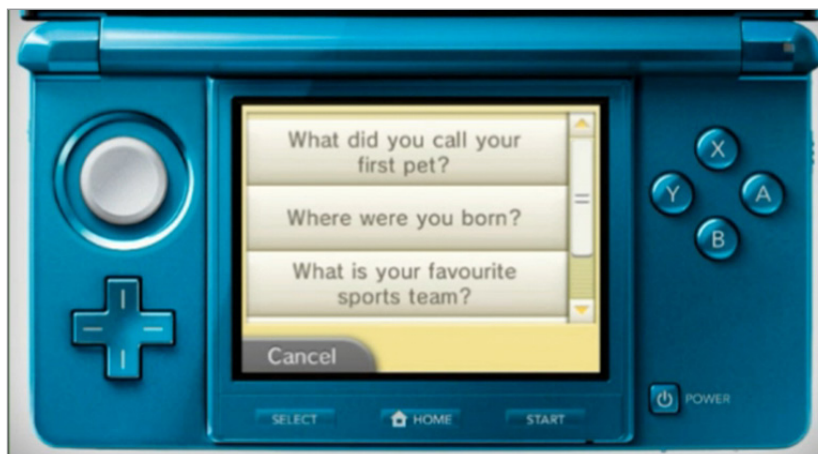 What did you call your
first pet?
Where were you born?
What is your favourite
sports team?
Cancel
X
Y
A
B
SELECT
HOME
START
POWER